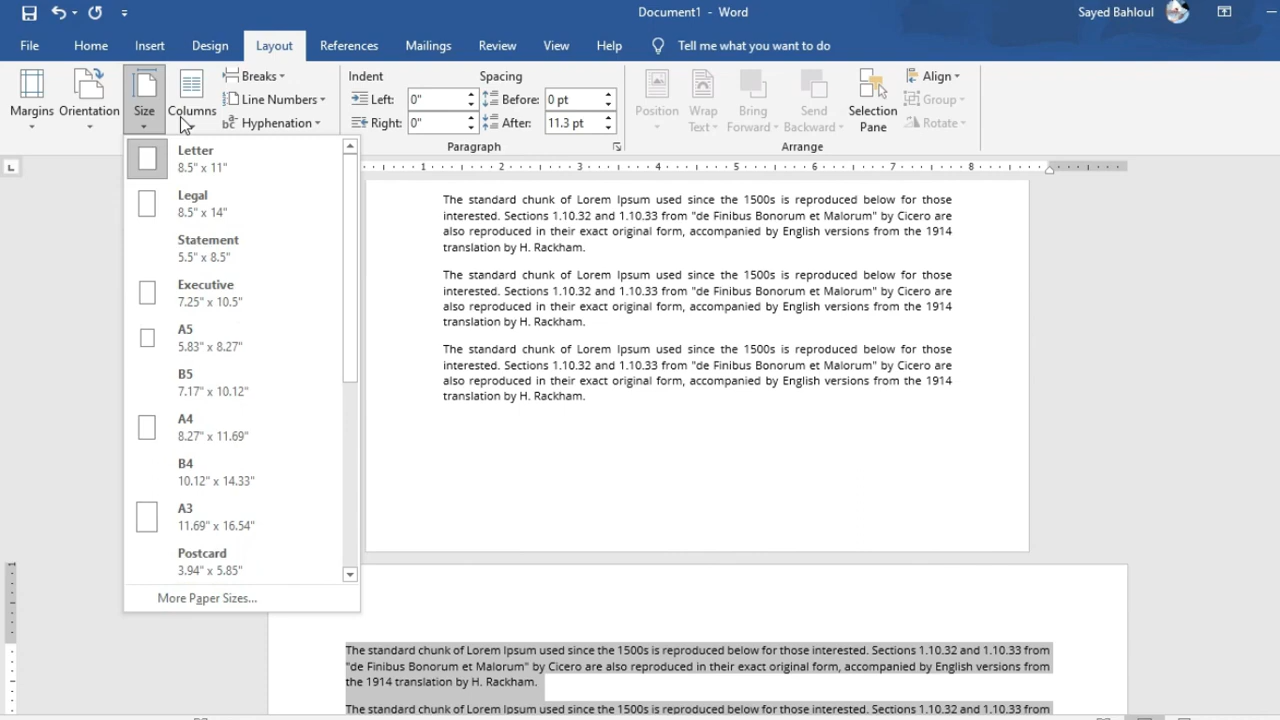 Document1 - Word
Sayed Bahloul
File Home Insert Design Layout References Mailings Review View Help Tell me what you want to do
Margins
Orientation
Size
Columns
Breaks
Line Numbers
Hyphenation
Indent
Left: 0"
Right: 0"
Spacing
Before: 0 pt
After: 11.3 pt
Paragraph
Position
Wrap
Text
Bring
Forward
Send
Backward
Selection
Pane
Align
Group
Rotate
Arrange
Letter
8.5" x 11"
Legal
8.5" x 14"
Statement
5.5" x 8.5"
Executive
7.25" x 10.5"
A5
5.83" x 8.27"
B5
7.17" x 10.12"
A4
8.27" x 11.69"
B4
10.12" x 14.33"
A3
11.69" x 16.54"
Postcard
3.94" x 5.85"
More Paper Sizes...
1 2 3 4 5 6 7 8
The standard chunk of Lorem Ipsum used since the 1500s is reproduced below for those
interested. Sections 1.10.32 and 1.10.33 from "de Finibus Bonorum et Malorum" by Cicero are
also reproduced in their exact original form, accompanied by English versions from the 1914
translation by H. Rackham.
The standard chunk of Lorem Ipsum used since the 1500s is reproduced below for those
interested. Sections 1.10.32 and 1.10.33 from "de Finibus Bonorum et Malorum" by Cicero are
also reproduced in their exact original form, accompanied by English versions from the 1914
translation by H. Rackham.
The standard chunk of Lorem Ipsum used since the 1500s is reproduced below for those
interested. Sections 1.10.32 and 1.10.33 from "de Finibus Bonorum et Malorum" by Cicero are
also reproduced in their exact original form, accompanied by English versions from the 1914
translation by H. Rackham.
1
The standard chunk of Lorem Ipsum used since the 1500s is reproduced below for those interested. Sections 1.10.32 and 1.10.33 from
"de Finibus Bonorum et Malorum" by Cicero are also reproduced in their exact original form, accompanied by English versions from
the 1914 translation by H. Rackham.
The standard chunk of Lorem Ipsum used since the 1500s is reproduced below for those interested. Sections 1.10.32 and 1.10.33 from